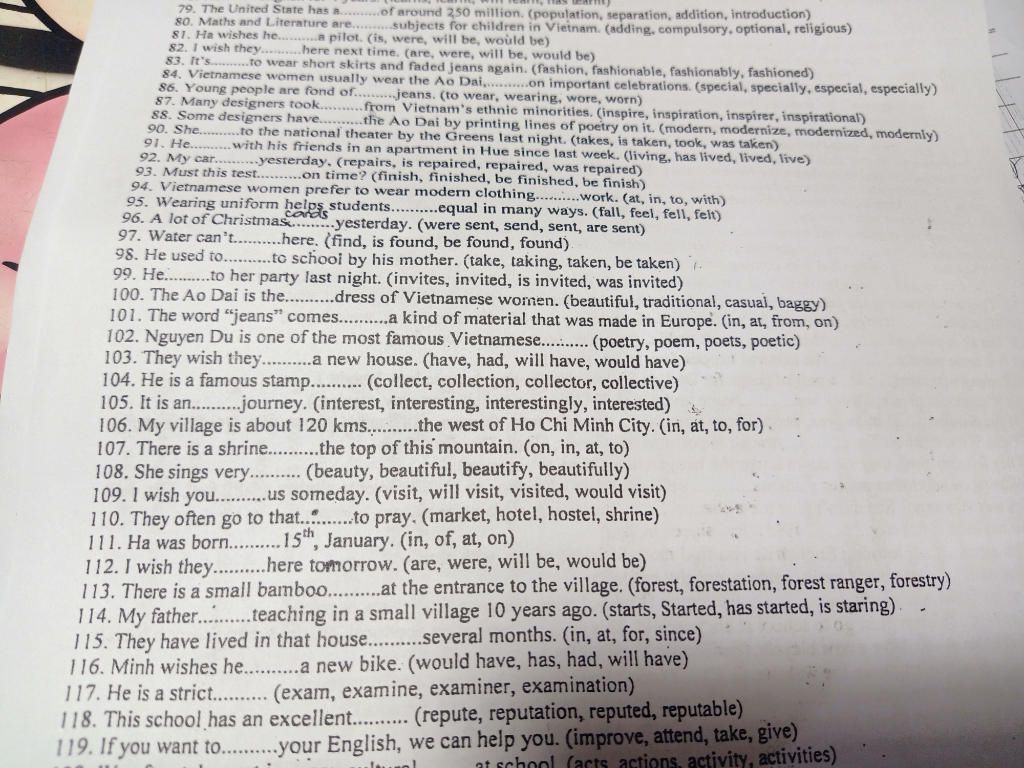 learn, has learnt)
79. The United State has a..........of around 250 million. (population, separation, addition, introduction)
80. Maths and Literature are..........subjects for children in Vietnam. (adding, compulsory, optional, religious)
81. Ha wishes he..........a pilot. (is, were, will be, would be)
82. I wish they..........here next time. (are, were, will be, would be)
83. It's..........to wear short skirts and faded jeans again. (fashion, fashionable, fashionably, fashioned)
84. Vietnamese women usually wear the Ao Dai,..........on important celebrations. (special, specially, especial, especially)
86. Young people are fond of..........jeans. (to wear, wearing, wore, worn)
87. Many designers took..........from Vietnam's ethnic minorities. (inspire, inspiration, inspirer, inspirational)
88. Some designers have..........the Ao Dai by printing lines of poetry on it. (modern, modernize, modernized, modernly)
90. She..........to the national theater by the Greens last night. (takes, is taken, took, was taken)
91. He..........with his friends in an apartment in Hue since last week. (living, has lived, lived, live)
92. My car..........yesterday. (repairs, is repaired, repaired, was repaired)
93. Must this test..........on time? (finish, finished, be finished, be finish)
94. Vietnamese women prefer to wear modern clothing..........work. (at, in, to, with)
95. Wearing uniform helps students..........equal in many ways. (fall, feel, fell, felt)
96. A lot of Christmas cards..........yesterday. (were sent, send, sent, are sent)
97. Water can't..........here. (find, is found, be found, found)
98. He used to..........to school by his mother. (take, taking, taken, be taken)
99. He..........to her party last night. (invites, invited, is invited, was invited)
100. The Ao Dai is the..........dress of Vietnamese women. (beautiful, traditional, casual, baggy)
101. The word "jeans" comes..........a kind of material that was made in Europe. (in, at, from, on)
102. Nguyen Du is one of the most famous Vietnamese.......... (poetry, poem, poets, poetic)
103. They wish they..........a new house. (have, had, will have, would have)
104. He is a famous stamp.......... (collect, collection, collector, collective)
105. It is an..........journey. (interest, interesting, interestingly, interested)
106. My village is about 120 kms..........the west of Ho Chi Minh City. (in, at, to, for)
107. There is a shrine..........the top of this mountain. (on, in, at, to)
108. She sings very.......... (beauty, beautiful, beautify, beautifully)
109. I wish you..........us someday. (visit, will visit, visited, would visit)
110. They often go to that..........to pray. (market, hotel, hostel, shrine)
111. Ha was born..........15th, January. (in, of, at, on)
112. I wish they..........here tomorrow. (are, were, will be, would be)
113. There is a small bamboo..........at the entrance to the village. (forest, forestation, forest ranger, forestry)
114. My father..........teaching in a small village 10 years ago. (starts, Started, has started, is staring)
115. They have lived in that house..........several months. (in, at, for, since)
116. Minh wishes he..........a new bike. (would have, has, had, will have)
117. He is a strict.......... (exam, examine, examiner, examination)
118. This school has an excellent.......... (repute, reputation, reputed, reputable)
119. If you want to..........your English, we can help you. (improve, attend, take, give)
cultural..........at school (acts, actions, activity, activities)